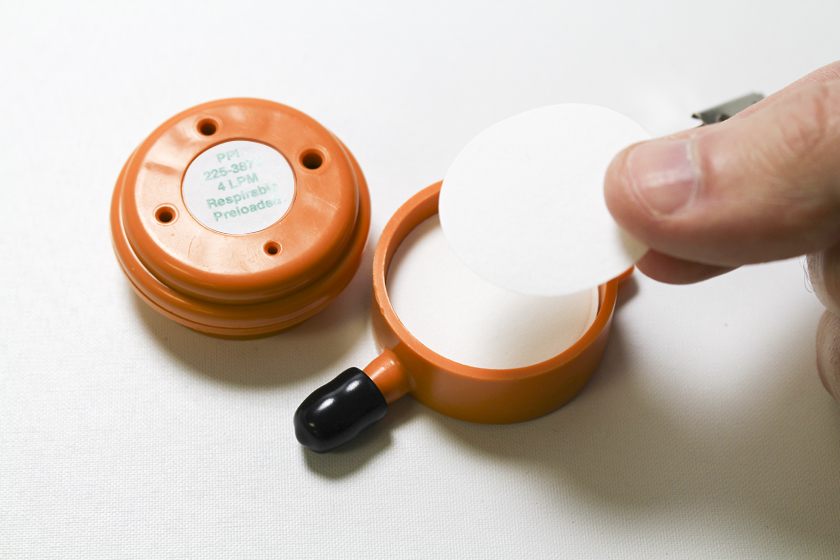 PPI
225-387
4 LPM
Respirable
Preloaded